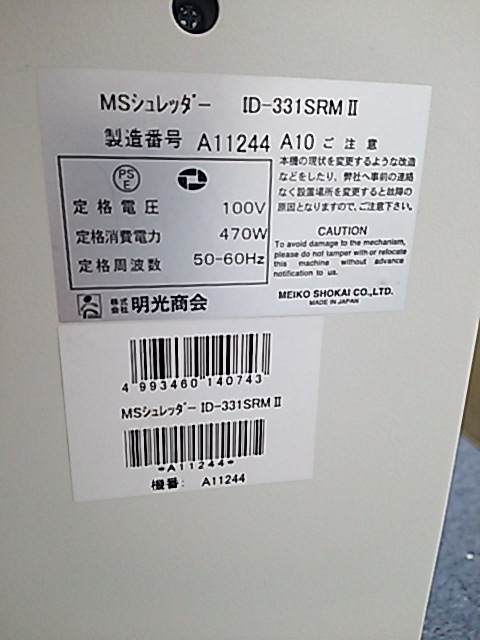 MSシュレッダー ID-331SRMⅡ
製造番号 A11244 A10
PS
E
定格電圧 100V
定格消費電力 470W
定格周波数 50-60Hz
株式会社 明光商会
ご注意
本機の現状を変更するような改造
などをしたり、弊社へ事前の連絡
なく設置場所を変更すると故障の
原因となりますので、ご注意下さい。
CAUTION
To avoid damage to the mechanism,
please do not tamper with or relocate
this machine without advance
notification to us.
MEIKO SHOKAI CO.,LTD.
MADE IN JAPAN
4 993460 140743
MSシュレッダー ID-331SRMⅡ
*A11244*
機番: A11244